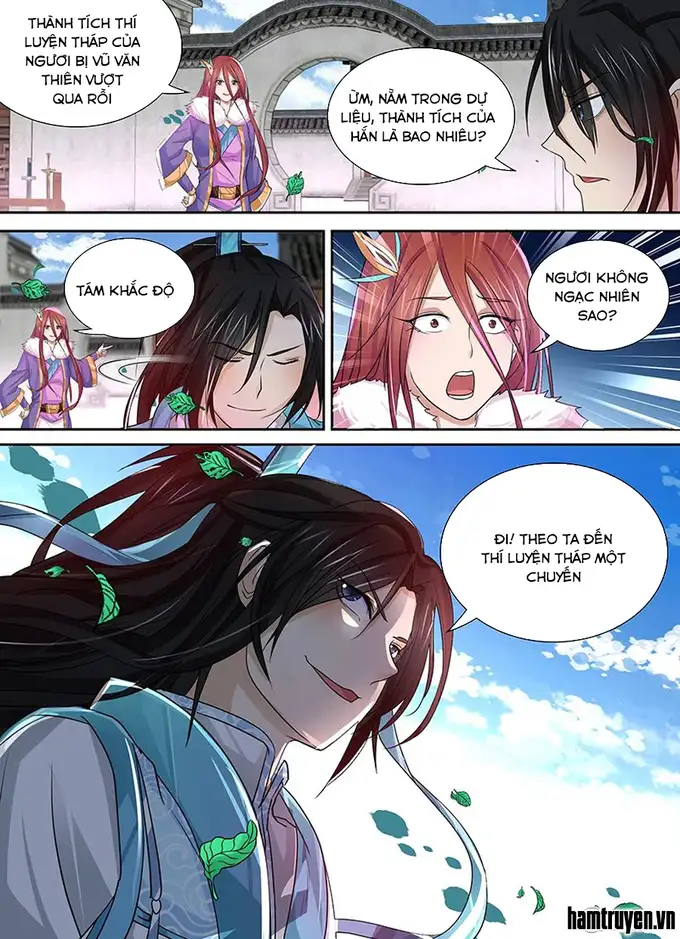 THÀNH TÍCH THÍ
LUYỆN THÁP CỦA
NGƯƠI BỊ VŨ VĂN
THIÊN VƯỢT
QUA RỒI
ỪM, NẰM TRONG DỰ
LIỆU, THÀNH TÍCH CỦA
HẮN LÀ BAO NHIÊU?
TÁM KHẮC ĐỘ
NGƯƠI KHÔNG
NGẠC NHIÊN
SAO?
ĐI! THEO TA ĐẾN
THÍ LUYỆN THÁP MỘT
CHUYẾN
hamtruyen.vn